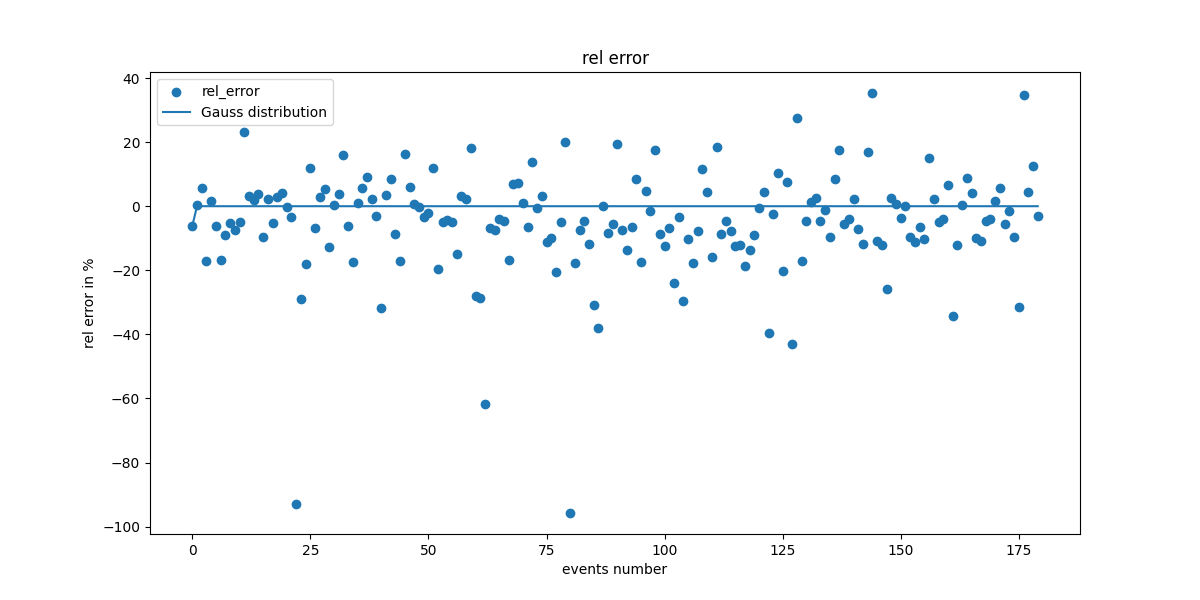 rel error
rel_error
Gauss distribution
rel error in %
40
20
0
−20
−40
−60
−80
−100
0 25 50 75 100 125 150 175
events number